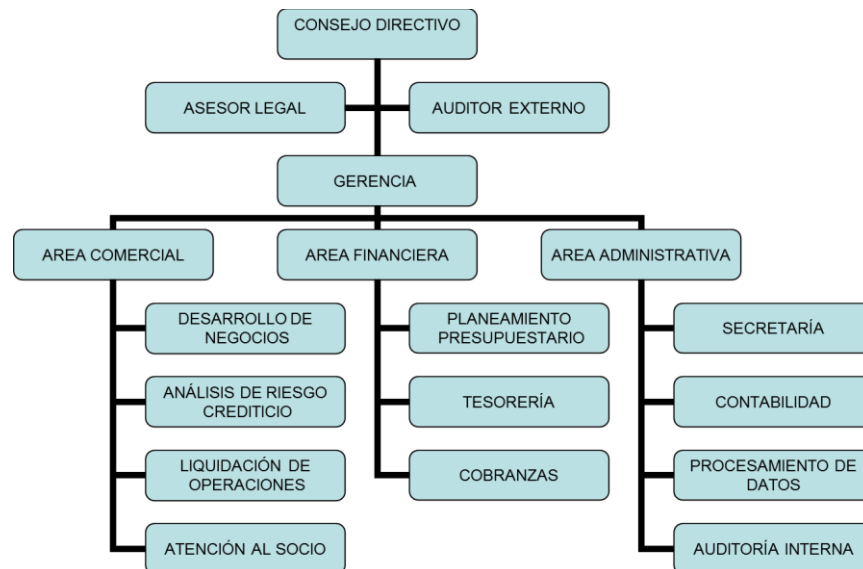 CONSEJO DIRECTIVO
ASESOR LEGAL
AUDITOR EXTERNO
GERENCIA
AREA COMERCIAL
AREA FINANCIERA
AREA ADMINISTRATIVA
DESARROLLO DE
NEGOCIOS
PLANEAMIENTO
PRESUPUESTARIO
SECRETARÍA
ANÁLISIS DE RIESGO
CREDITICIO
TESORERÍA
CONTABILIDAD
LIQUIDACIÓN DE
OPERACIONES
COBRANZAS
PROCESAMIENTO DE
DATOS
ATENCIÓN AL SOCIO
AUDITORÍA INTERNA